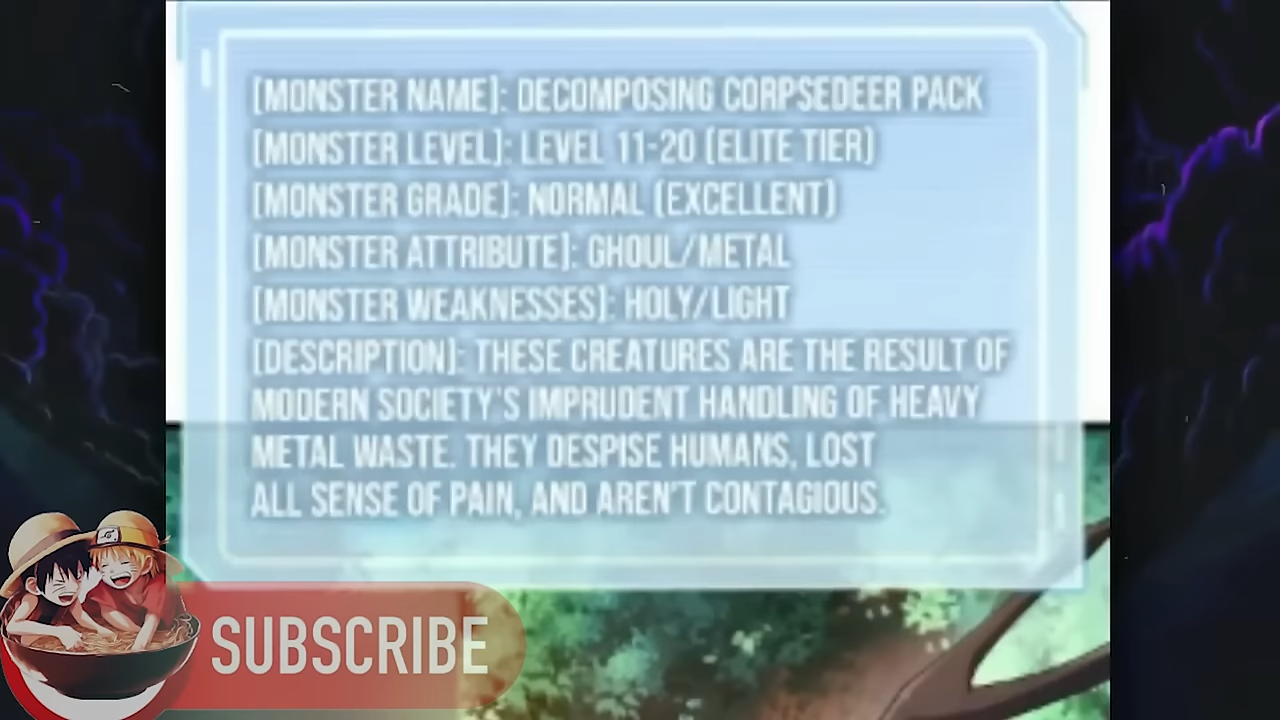 [MONSTER NAME]: DECOMPOSING CORPSEDEER PACK
[MONSTER LEVEL]: LEVEL 11-20 (ELITE TIER)
[MONSTER GRADE]: NORMAL (EXCELLENT)
[MONSTER ATTRIBUTE]: GHOUL/METAL
[MONSTER WEAKNESSES]: HOLY/LIGHT
[DESCRIPTION]: THESE CREATURES ARE THE RESULT OF
MODERN SOCIETY'S IMPRUDENT HANDLING OF HEAVY
METAL WASTE. THEY DESPISE HUMANS, LOST
ALL SENSE OF PAIN, AND AREN'T CONTAGIOUS.
SUBSCRIBE